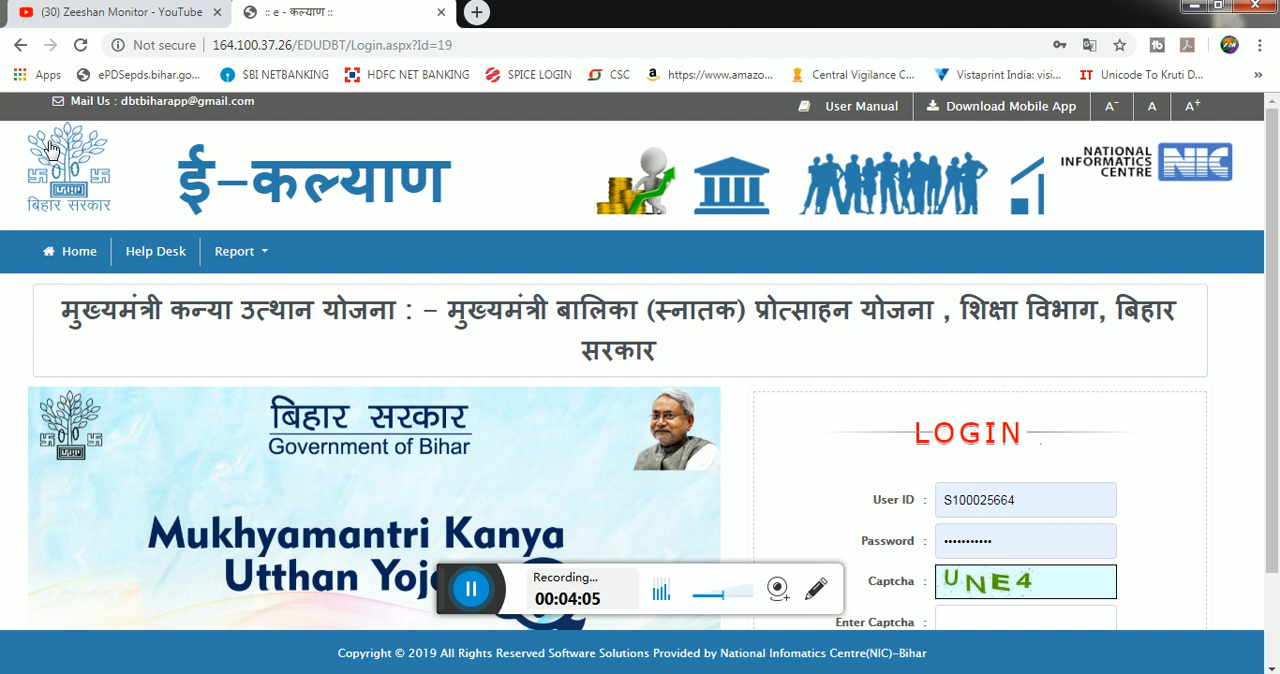 (30) Zeeshan Monitor - YouTube
:: e - कल्याण ::
Not secure
164.100.37.26/EDUDBT/Login.aspx?Id=19
Apps
ePDSepds.bihar.go...
SBI NETBANKING
HDFC NET BANKING
SPICE LOGIN
CSC
https://www.amazo...
Central Vigilance C...
Vistaprint India: visi...
IT Unicode To Kruti D...
»
Mail Us : dbtbiharapp@gmail.com
User Manual
Download Mobile App
A-
A
A+
बिहार सरकार
ई-कल्याण
NATIONAL
INFORMATICS
CENTRE
NIC
Home
Help Desk
Report
मुख्यमंत्री कन्या उत्थान योजना : - मुख्यमंत्री बालिका (स्नातक) प्रोत्साहन योजना , शिक्षा विभाग, बिहार
सरकार
बिहार सरकार
Government of Bihar
Mukhyamantri Kanya
Utthan
LOGIN
User ID : S100025664
Password : •••••••••••
Captcha : UNE4
Enter Captcha :
Recording...
00:04:05
Copyright © 2019 All Rights Reserved Software Solutions Provided by National Infomatics Centre(NIC)-Bihar